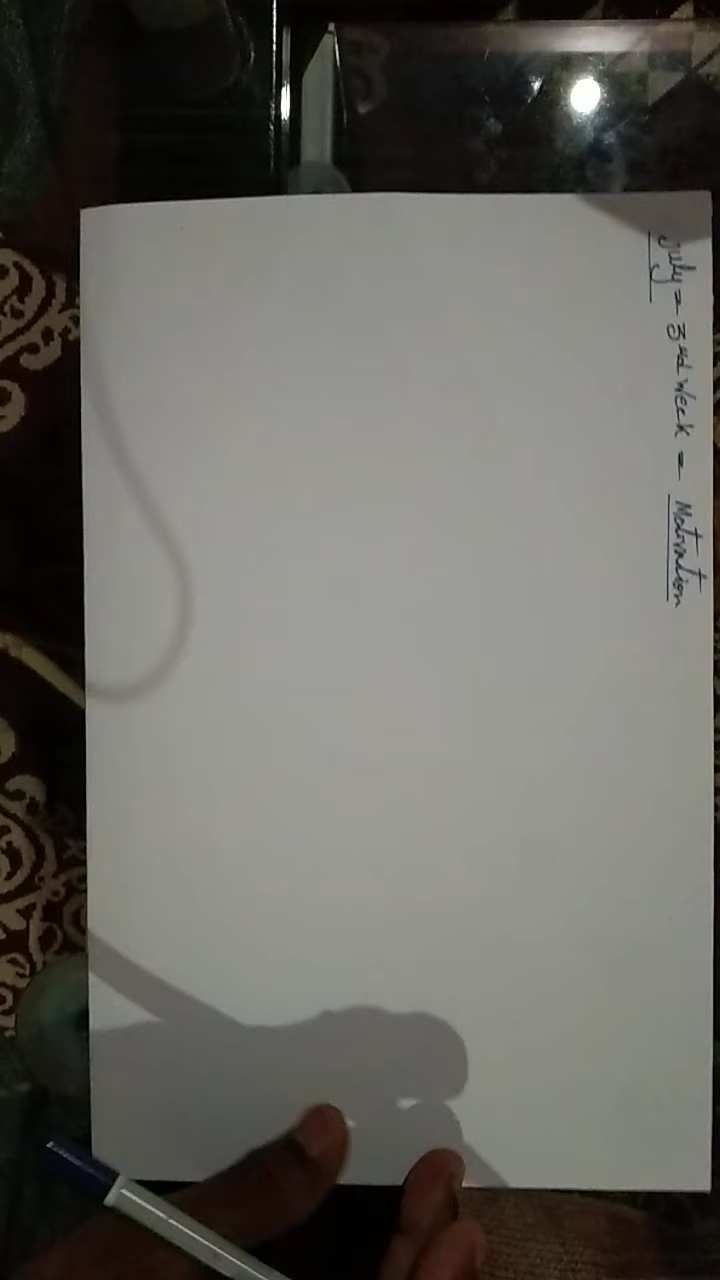 July = 3rd week = Motivation